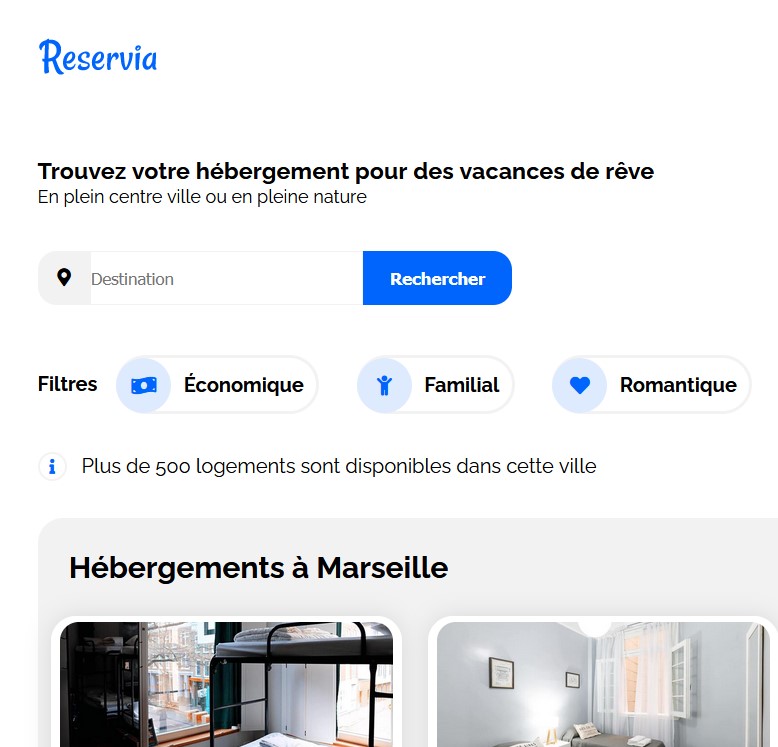 Reservia
Trouvez votre hébergement pour des vacances de rêve
En plein centre ville ou en pleine nature
Destination
Rechercher
Filtres
Économique
Familial
Romantique
Plus de 500 logements sont disponibles dans cette ville
Hébergements à Marseille